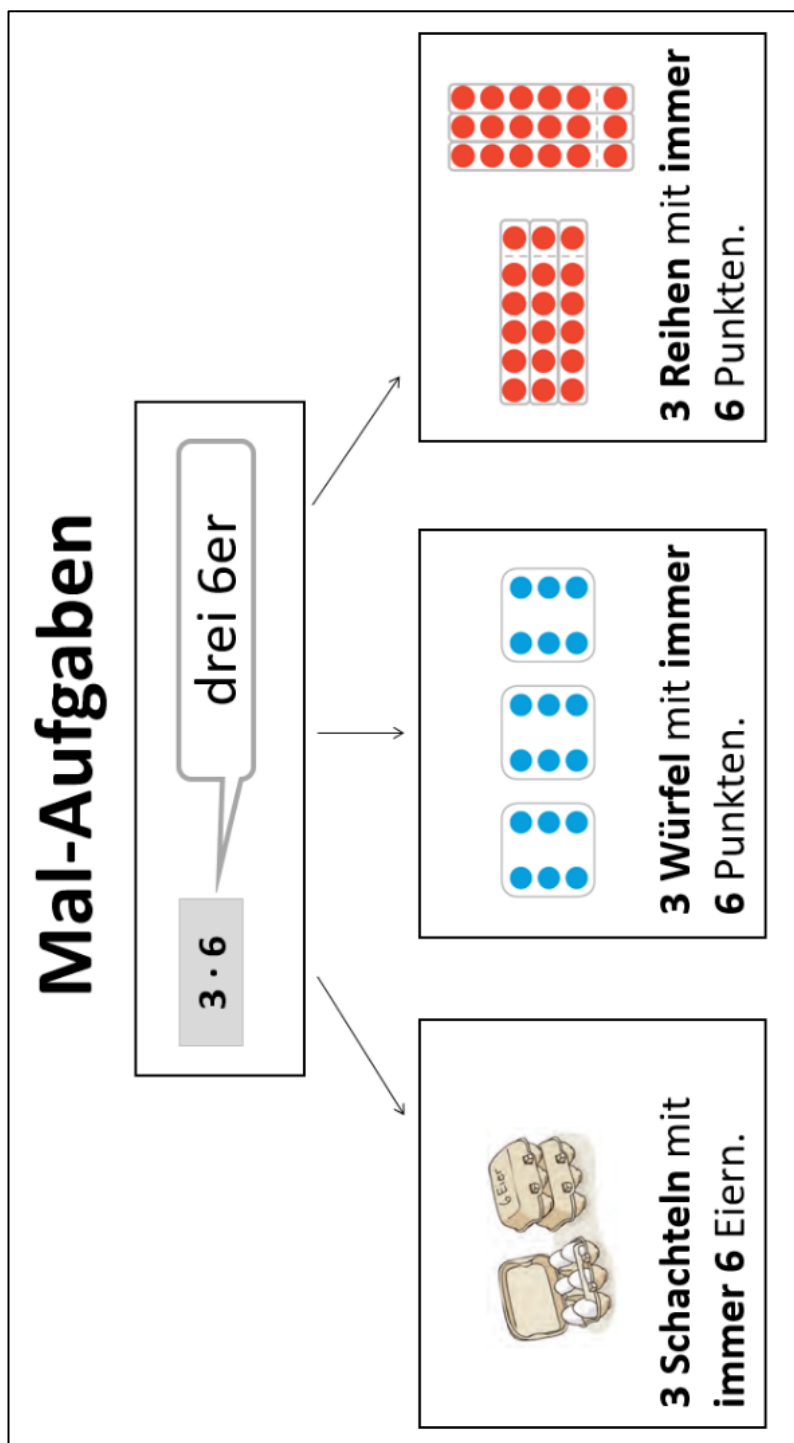 Mal-Aufgaben
3 · 6
drei 6er
6 Eier
3 Schachteln mit
immer 6 Eiern.
3 Würfel mit immer
6 Punkten.
3 Reihen mit immer
6 Punkten.